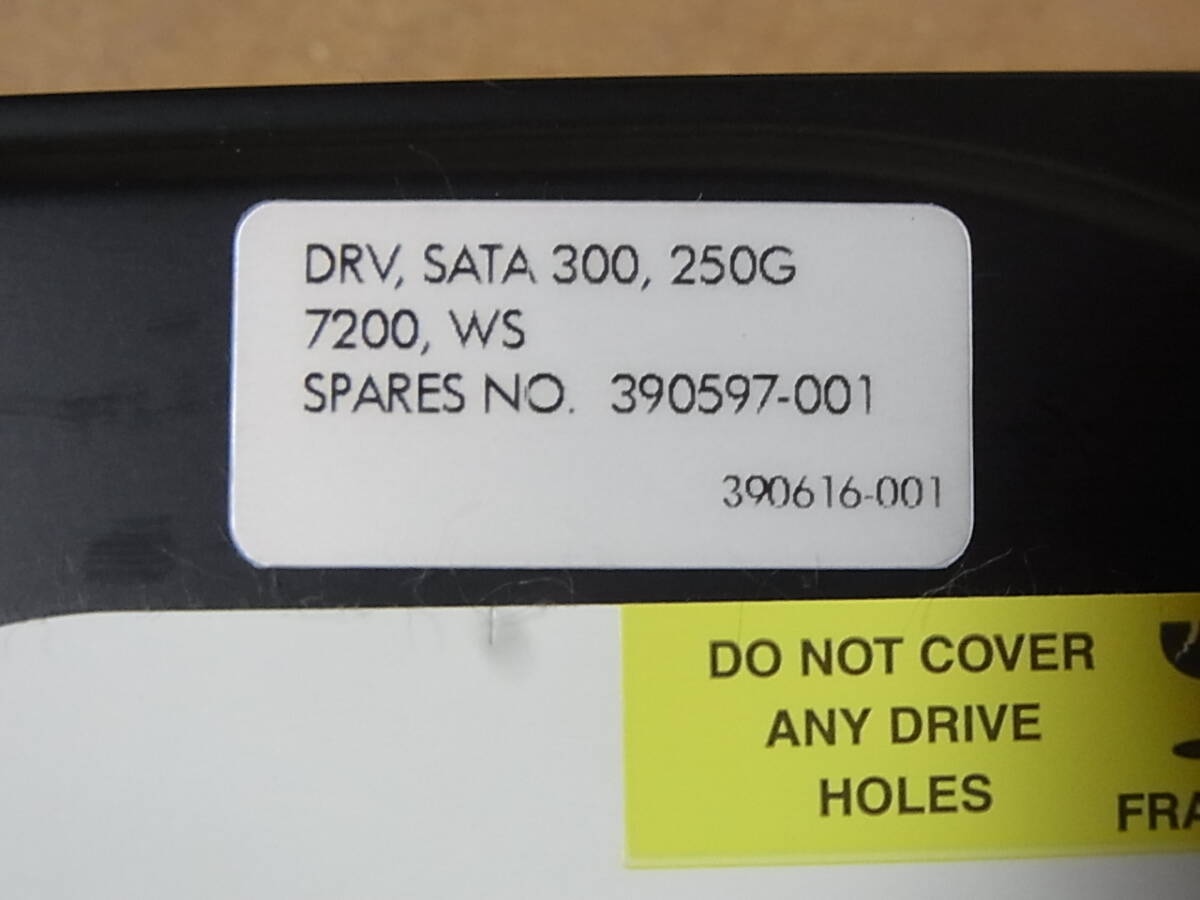 DRV, SATA 300, 250G
7200, WS
SPARES NO. 390597-001
390616-001
DO NOT COVER
ANY DRIVE
HOLES